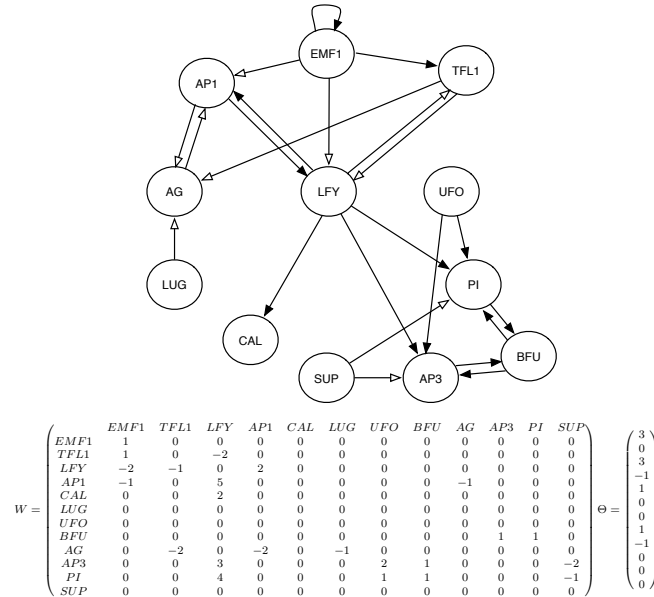 EMF1
AP1
TFL1
AG
LFY
UFO
LUG
PI
CAL
BFU
SUP
AP3
EMF1 TFL1 LFY AP1 CAL LUG UFO BFU AG AP3 PI SUP
EMF1 1 0 0 0 0 0 0 0 0 0 0 0
TFL1 1 0 −2 0 0 0 0 0 0 0 0 0
LFY −2 −1 0 2 0 0 0 0 0 0 0 0
AP1 −1 0 5 0 0 0 0 0 −1 0 0 0
CAL 0 0 2 0 0 0 0 0 0 0 0 0
LUG 0 0 0 0 0 0 0 0 0 0 0 0
UFO 0 0 0 0 0 0 0 0 0 0 0 0
BFU 0 0 0 0 0 0 0 0 0 1 1 0
AG 0 −2 0 −2 0 −1 0 0 0 0 0 0
AP3 0 0 3 0 0 0 2 1 0 0 0 −2
PI 0 0 4 0 0 0 1 1 0 0 0 −1
SUP 0 0 0 0 0 0 0 0 0 0 0 0
W =
Θ =
3
0
3
−1
1
0
0
1
−1
0
0
0